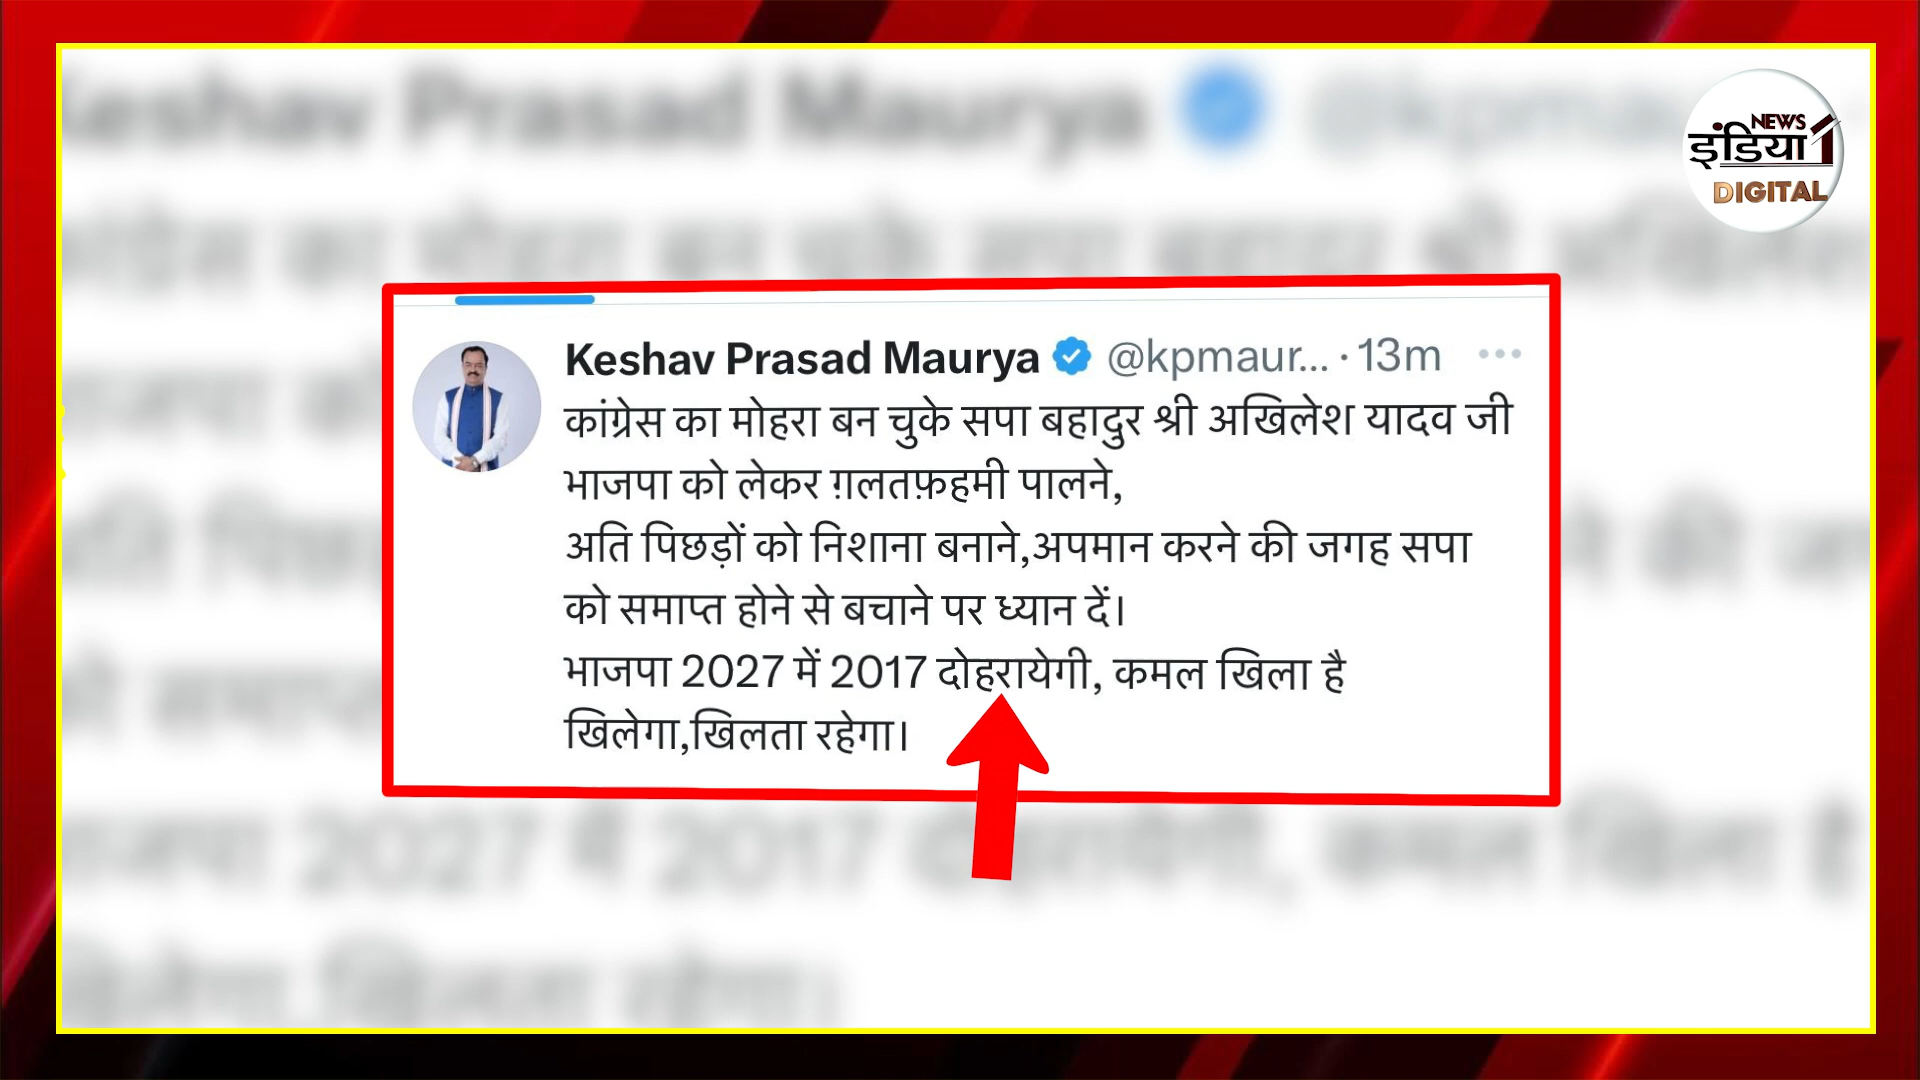 NEWS
इंडिया 1
DIGITAL
Keshav Prasad Maurya @kpmaur... · 13m
कांग्रेस का मोहरा बन चुके सपा बहादुर श्री अखिलेश यादव जी
भाजपा को लेकर ग़लतफ़हमी पालने,
अति पिछड़ों को निशाना बनाने,अपमान करने की जगह सपा
को समाप्त होने से बचाने पर ध्यान दें।
भाजपा 2027 में 2017 दोहरायेगी, कमल खिला है
खिलेगा,खिलता रहेगा।